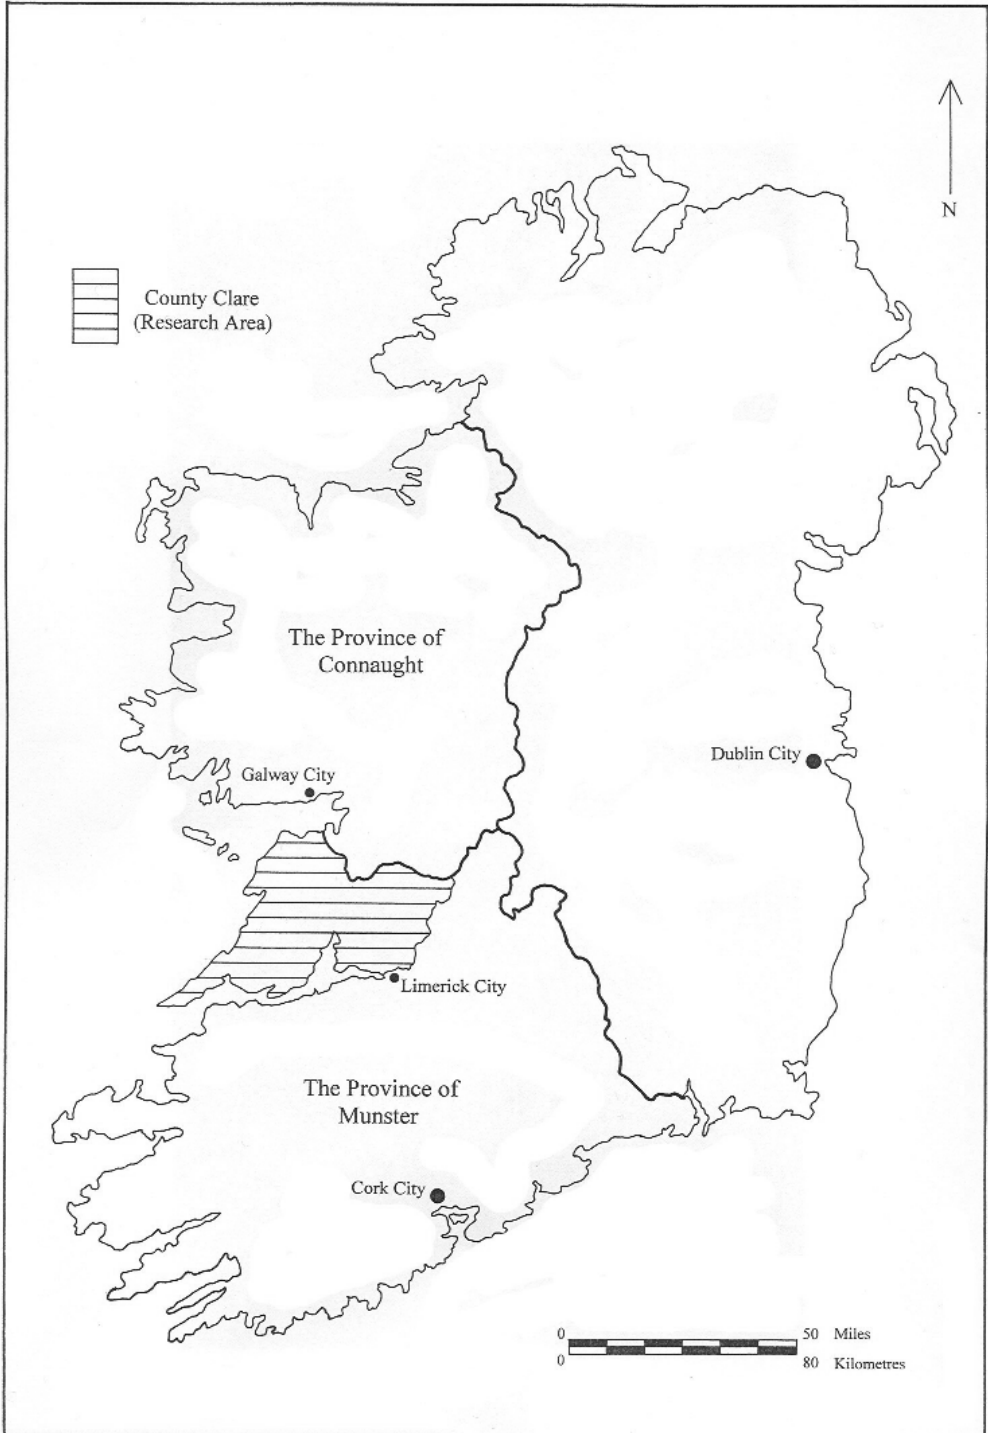 N
County Clare
(Research Area)
The Province of
Connaught
Dublin City
Galway City
Limerick City
The Province of
Munster
Cork City
0 50 Miles
0 80 Kilometres